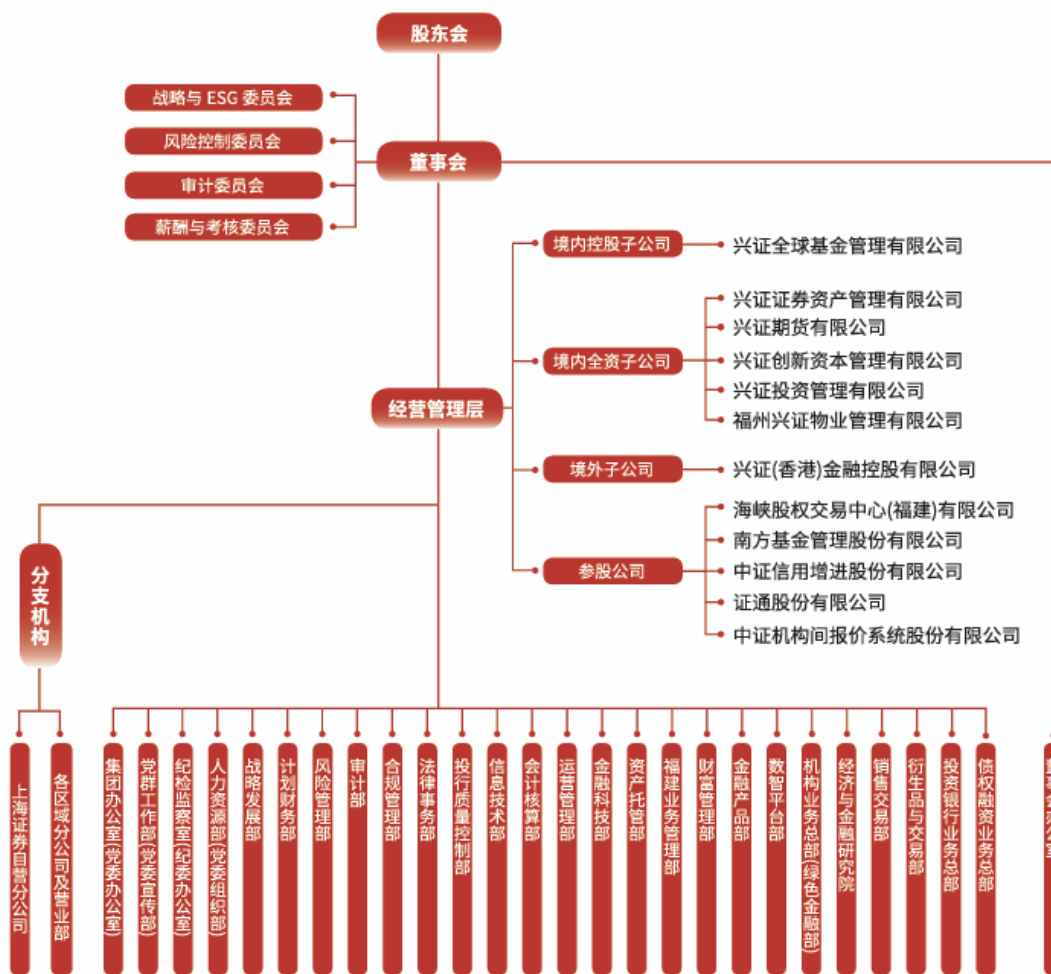 股东会
战略与 ESG 委员会
风险控制委员会
审计委员会
薪酬与考核委员会
董事会
境内控股子公司
兴证全球基金管理有限公司
境内全资子公司
兴证证券资产管理有限公司
兴证期货有限公司
兴证创新资本管理有限公司
兴证投资管理有限公司
福州兴证物业管理有限公司
经营管理层
境外子公司
兴证(香港)金融控股有限公司
参股公司
海峡股权交易中心(福建)有限公司
南方基金管理股份有限公司
中证信用增进股份有限公司
证通股份有限公司
中证机构间报价系统股份有限公司
分支机构
上海证券自营分公司
各区域分公司及营业部
集团办公室(党委办公室)
党群工作部(党委宣传部)
纪检监察室(纪委办公室)
人力资源部(党委组织部)
战略发展部
计划财务部
风险管理部
审计部
合规管理部
法律事务部
投行质量控制部
信息技术部
会计核算部
运营管理部
金融科技部
资产托管部
福建业务管理部
财富管理部
金融产品部
数智平台部
机构业务总部(绿色金融部)
经济与金融研究院
销售交易部
衍生品与交易部
投资银行业务总部
债权融资业务总部